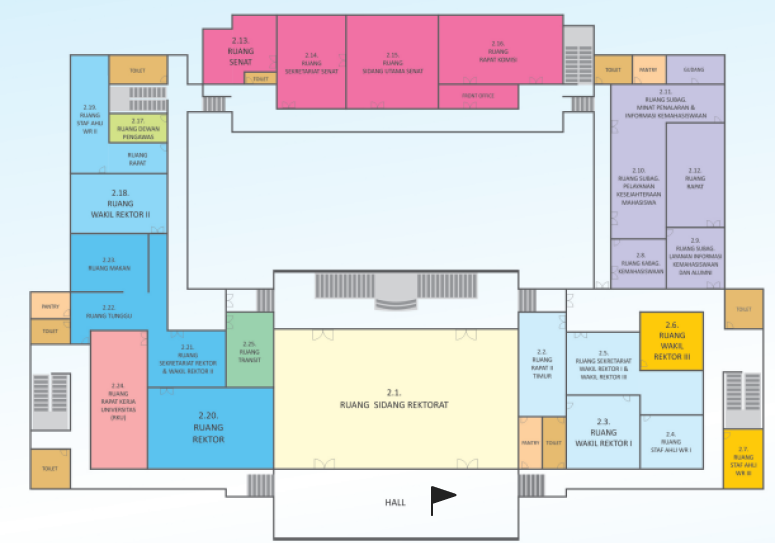 2.13.
RUANG
SENAT
TOILET
2.14.
RUANG
SEKRETARIAT SENAT
2.15.
RUANG
SIDANG UTAMA SENAT
2.16.
RUANG
RAPAT KOMISI
FRONT OFFICE
TOILET
2.19.
RUANG
STAF AHLI
WR II
2.17.
RUANG DEWAN
PENGAWAS
RUANG
RAPAT
2.18.
RUANG
WAKIL REKTOR II
2.23.
RUANG MAKAN
2.22.
RUANG TUNGGU
PANTRY
TOILET
2.21.
RUANG
SEKRETARIAT REKTOR
& WAKIL REKTOR II
2.25.
RUANG
TRANSIT
2.24.
RUANG
RAPAT KERJA
UNIVERSITAS
(RKU)
2.20.
RUANG
REKTOR
TOILET
2.1.
RUANG SIDANG REKTORAT
HALL
TOILET
PANTRY
GUDANG
2.11.
RUANG SUBAG.
MINAT PENALARAN &
INFORMASI KEMAHASISWAAN
2.10.
RUANG SUBAG.
PELAYANAN
KESEJAHTERAAN
MAHASISWA
2.12.
RUANG
RAPAT
2.8.
RUANG KABAG.
KEMAHASISWAAN
2.9.
RUANG SUBAG.
LAYANAN INFORMASI
KEMAHASISWAAN
DAN ALUMNI
TOILET
2.2.
RUANG
RAPAT II
TIMUR
2.5.
RUANG SEKRETARIAT
WAKIL REKTOR I &
WAKIL REKTOR III
2.6.
RUANG
WAKIL
REKTOR III
PANTRY
TOILET
2.3.
RUANG
WAKIL REKTOR I
2.4.
RUANG
STAF AHLI WR I
2.7.
RUANG
STAF AHLI
WR III